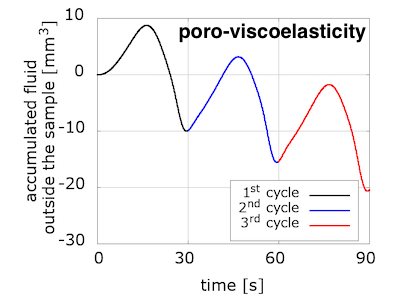 poro-viscoelasticity
accumulated fluid
outside the sample [mm³]
10
0
-10
-20
-30
1ˢᵗ cycle
2ⁿᵈ cycle
3ʳᵈ cycle
0 30 60 90
time [s]